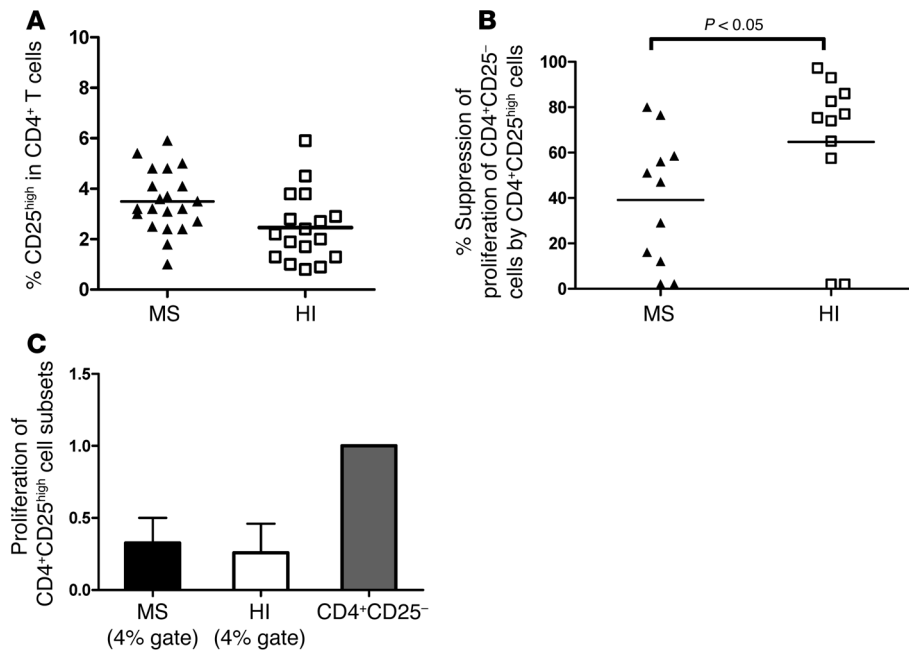 A
% CD25high in CD4+ T cells
10
8
6
4
2
0
MS
HI
B
P < 0.05
% Suppression of
proliferation of CD4+CD25−
cells by CD4+CD25high cells
100
80
60
40
20
0
MS
HI
C
Proliferation of
CD4+CD25high cell subsets
1.5
1.0
0.5
0.0
MS
(4% gate)
HI
(4% gate)
CD4+CD25−